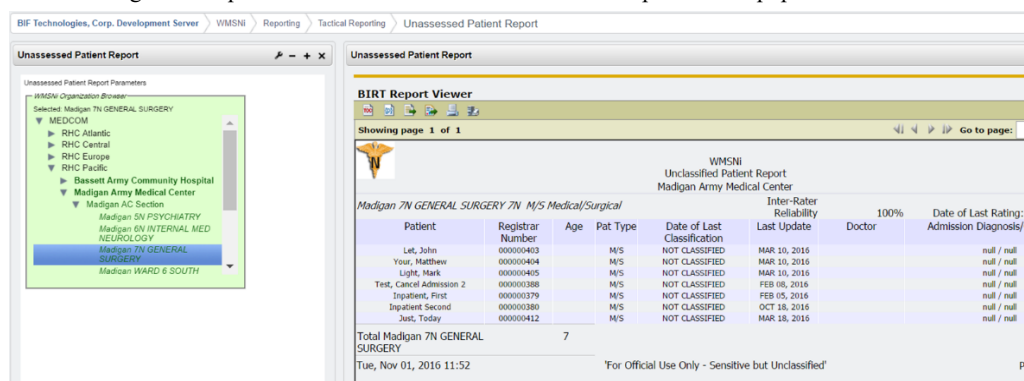 BIF Technologies, Corp. Development Server WMSNi Reporting Tactical Reporting Unassessed Patient Report
Unassessed Patient Report
Unassessed Patient Report Parameters
WMSNi Organization Browser
Selected: Madigan 7N GENERAL SURGERY
MEDCOM
RHC Atlantic
RHC Central
RHC Europe
RHC Pacific
Bassett Army Community Hospital
Madigan Army Medical Center
Madigan AC Section
Madigan 5N PSYCHIATRY
Madigan 6N INTERNAL MED
NEUROLOGY
Madigan 7N GENERAL
SURGERY
Madigan WARD 6 SOUTH
Unassessed Patient Report
BIRT Report Viewer
Showing page 1 of 1 Go to page:
N
WMSNi
Unclassified Patient Report
Madigan Army Medical Center
Madigan 7N GENERAL SURGERY 7N M/S Medical/Surgical Inter-Rater Reliability 100% Date of Last Rating:
Patient Registrar Number Age Pat Type Date of Last Classification Last Update Doctor Admission Diagnosis/
Let, John 000000403 M/S NOT CLASSIFIED MAR 10, 2016 null / null
Your, Matthew 000000404 M/S NOT CLASSIFIED MAR 10, 2016 null / null
Light, Mark 000000405 M/S NOT CLASSIFIED MAR 10, 2016 null / null
Test, Cancel Admission 2 000000388 M/S NOT CLASSIFIED FEB 08, 2016 null / null
Inpatient, First 000000379 M/S NOT CLASSIFIED FEB 05, 2016 null / null
Inpatient Second 000000380 M/S NOT CLASSIFIED OCT 18, 2016 null / null
Just, Today 000000412 M/S NOT CLASSIFIED MAR 18, 2016 null / null
Total Madigan 7N GENERAL 7
SURGERY
Tue, Nov 01, 2016 11:52 'For Official Use Only - Sensitive but Unclassified' P